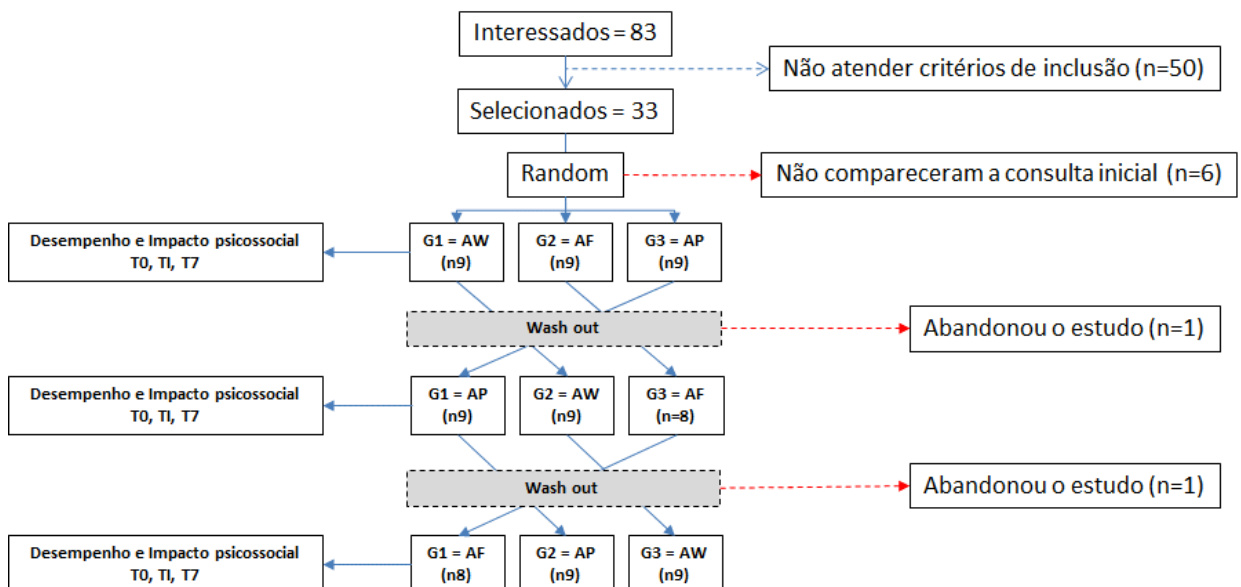 Interessados = 83
Não atender critérios de inclusão (n=50)
Selecionados = 33
Random
Não compareceram a consulta inicial (n=6)
Desempenho e Impacto psicossocial
T0, TI, T7
G1 = AW
(n9)
G2 = AF
(n9)
G3 = AP
(n9)
Wash out
Abandonou o estudo (n=1)
Desempenho e Impacto psicossocial
T0, TI, T7
G1 = AP
(n9)
G2 = AW
(n9)
G3 = AF
(n=8)
Wash out
Abandonou o estudo (n=1)
Desempenho e Impacto psicossocial
T0, TI, T7
G1 = AF
(n8)
G2 = AP
(n9)
G3 = AW
(n9)